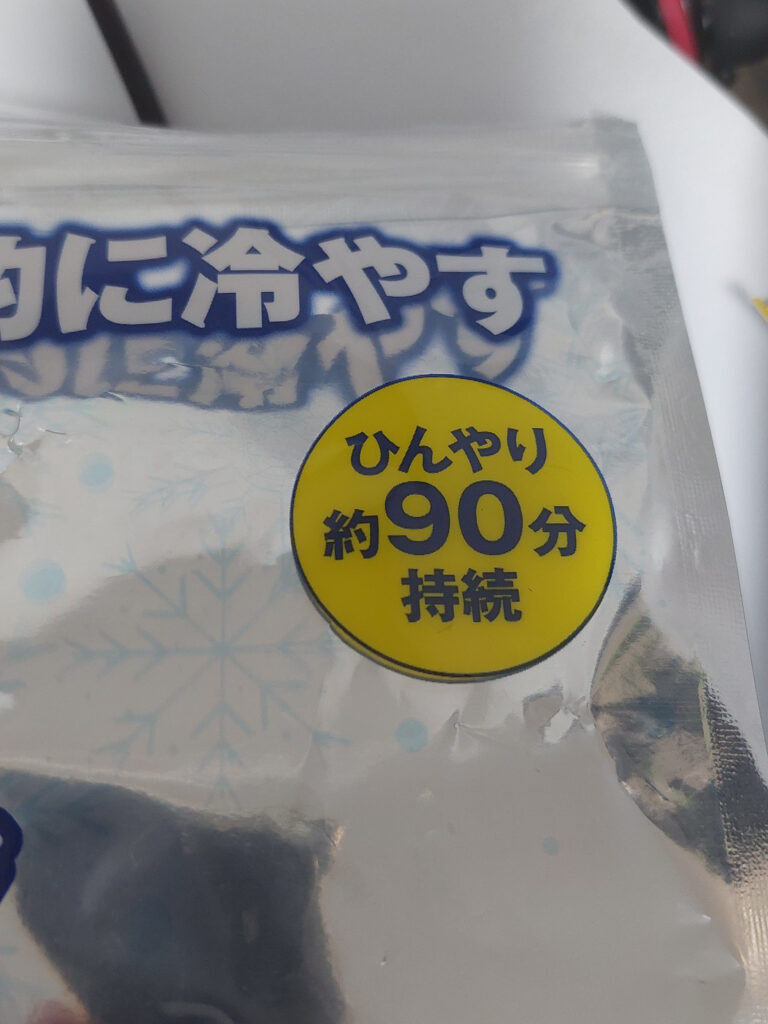 的に冷やす
ひんやり
約90分
持続